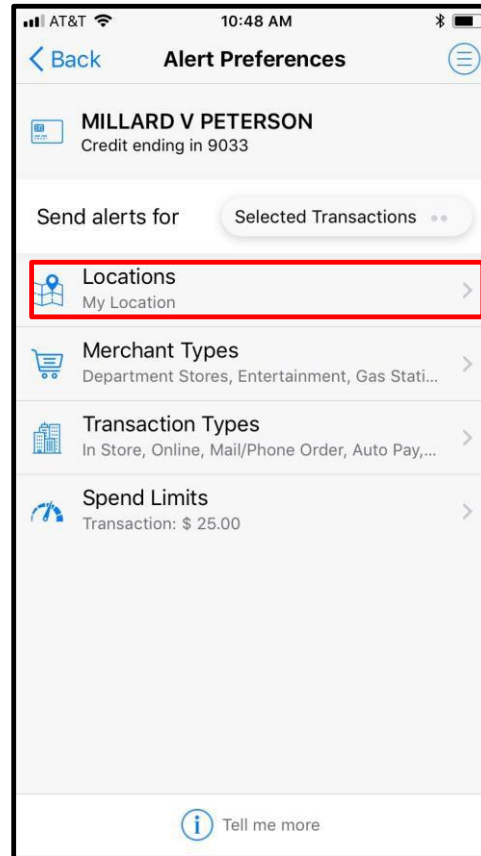 AT&T 10:48 AM
Back Alert Preferences
MILLARD V PETERSON
Credit ending in 9033
Send alerts for Selected Transactions
Locations
My Location
Merchant Types
Department Stores, Entertainment, Gas Stati...
Transaction Types
In Store, Online, Mail/Phone Order, Auto Pay,...
Spend Limits
Transaction: $ 25.00
Tell me more